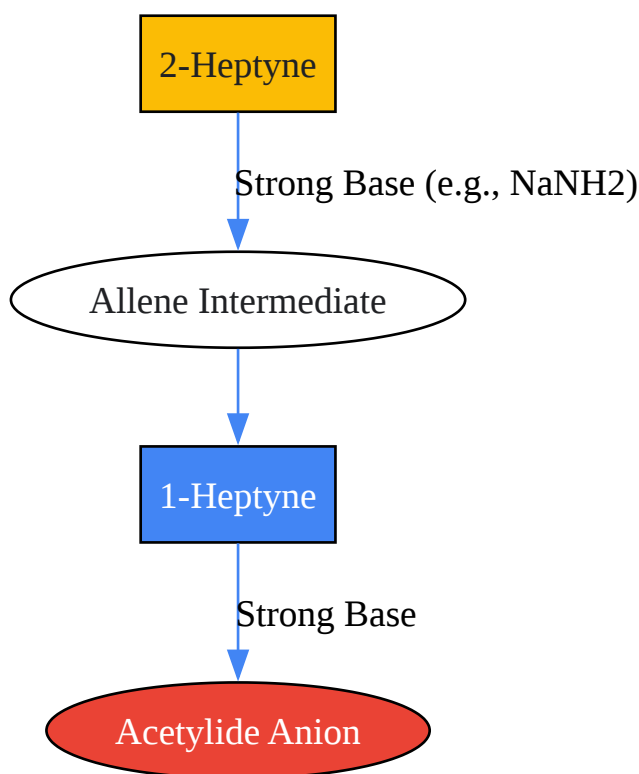 2-Heptyne
Strong Base (e.g., NaNH2)
Allene Intermediate
1-Heptyne
Strong Base
Acetylide Anion